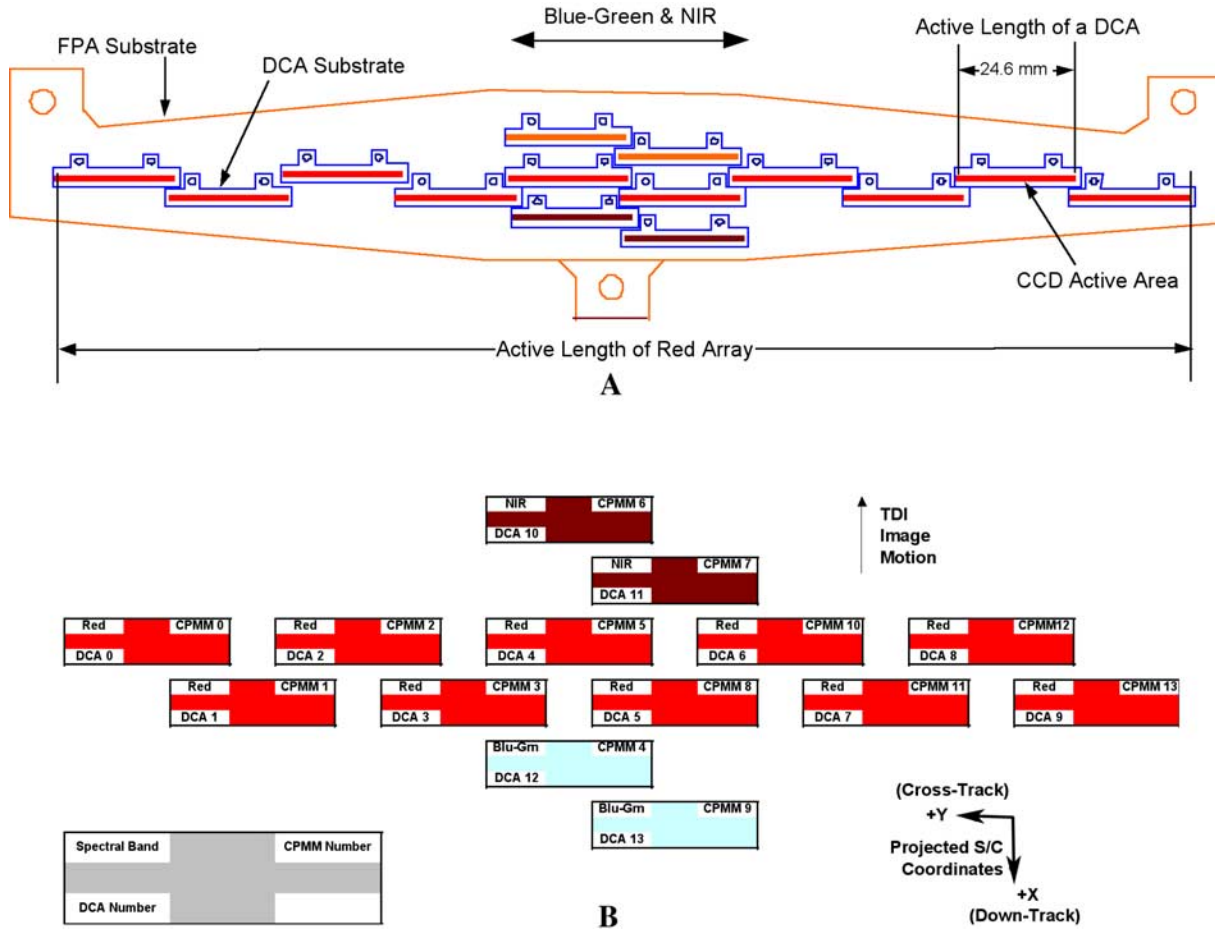 Blue-Green & NIR
Active Length of a DCA
FPA Substrate
DCA Substrate
24.6 mm
CCD Active Area
Active Length of Red Array
A
NIR CPMM 6
DCA 10
TDI
Image
Motion
NIR CPMM 7
DCA 11
Red CPMM 0 Red CPMM 2 Red CPMM 5 Red CPMM 10 Red CPMM12
DCA 0 DCA 2 DCA 4 DCA 6 DCA 8
Red CPMM 1 Red CPMM 3 Red CPMM 8 Red CPMM 11 Red CPMM 13
DCA 1 DCA 3 DCA 5 DCA 7 DCA 9
Blu-Grn CPMM 4
DCA 12
Blu-Grn CPMM 9
DCA 13
(Cross-Track)
+Y
Projected S/C
Coordinates
+X
(Down-Track)
Spectral Band CPMM Number
DCA Number
B